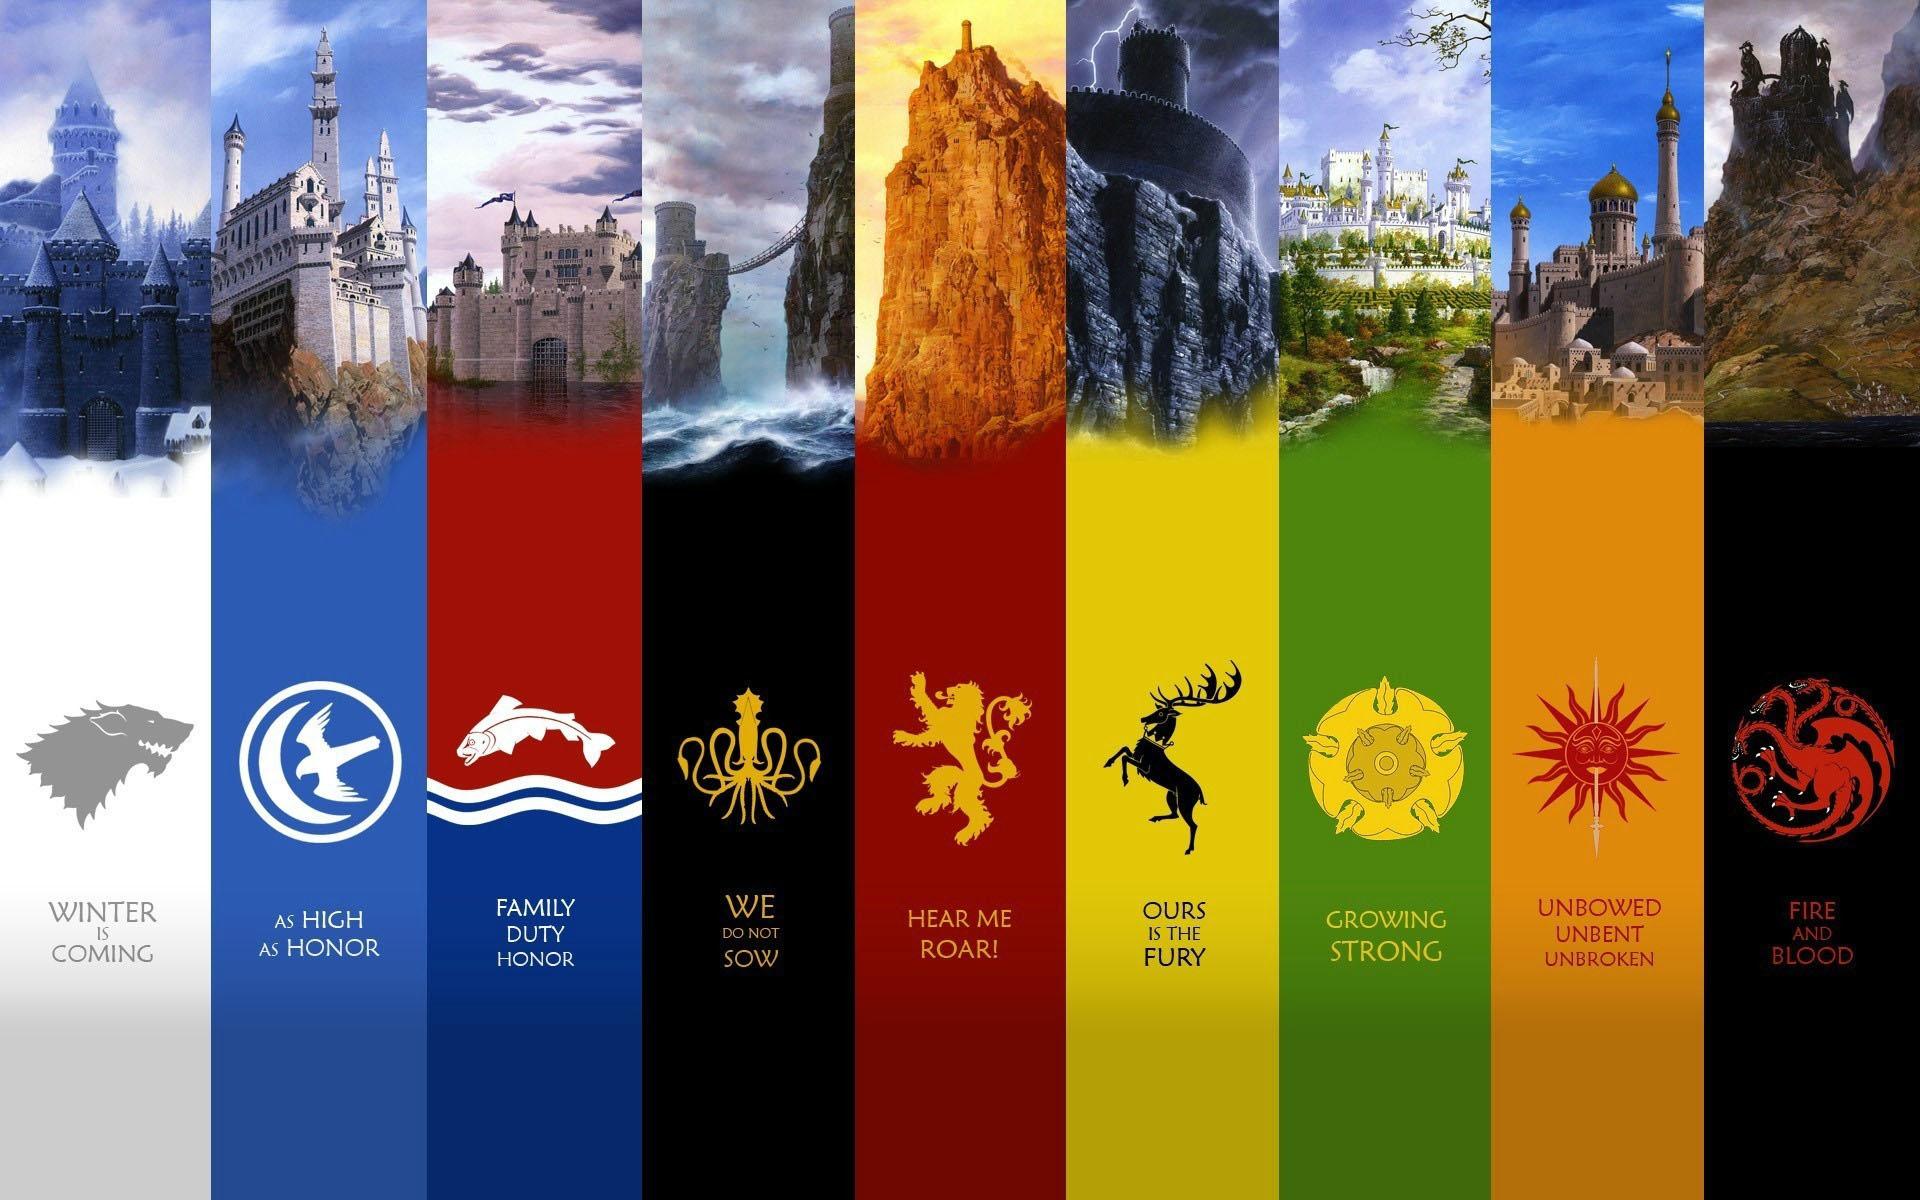 WINTER
IS
COMING
AS HIGH
AS HONOR
FAMILY
DUTY
HONOR
WE
DO NOT
SOW
HEAR ME
ROAR!
OURS
IS THE
FURY
GROWING
STRONG
UNBOWED
UNBENT
UNBROKEN
FIRE
AND
BLOOD